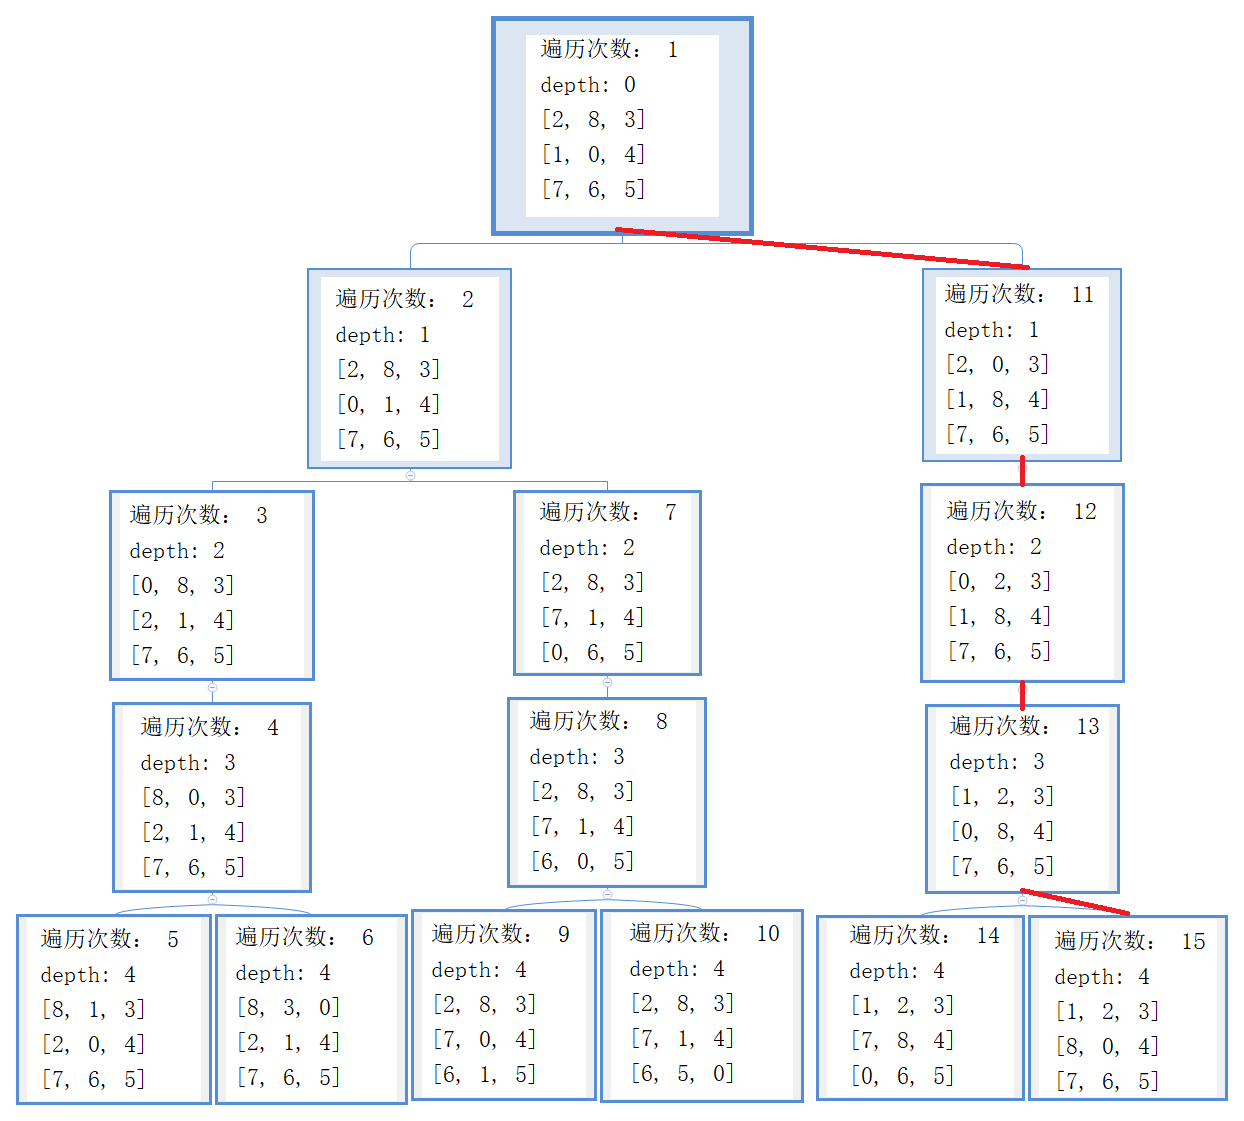 遍历次数： 1
depth: 0
[2, 8, 3]
[1, 0, 4]
[7, 6, 5]
遍历次数： 2
depth: 1
[2, 8, 3]
[0, 1, 4]
[7, 6, 5]
遍历次数： 11
depth: 1
[2, 0, 3]
[1, 8, 4]
[7, 6, 5]
遍历次数： 3
depth: 2
[0, 8, 3]
[2, 1, 4]
[7, 6, 5]
遍历次数： 7
depth: 2
[2, 8, 3]
[7, 1, 4]
[0, 6, 5]
遍历次数： 12
depth: 2
[0, 2, 3]
[1, 8, 4]
[7, 6, 5]
遍历次数： 4
depth: 3
[8, 0, 3]
[2, 1, 4]
[7, 6, 5]
遍历次数： 8
depth: 3
[2, 8, 3]
[7, 1, 4]
[6, 0, 5]
遍历次数： 13
depth: 3
[1, 2, 3]
[0, 8, 4]
[7, 6, 5]
遍历次数： 5
depth: 4
[8, 1, 3]
[2, 0, 4]
[7, 6, 5]
遍历次数： 6
depth: 4
[8, 3, 0]
[2, 1, 4]
[7, 6, 5]
遍历次数： 9
depth: 4
[2, 8, 3]
[7, 0, 4]
[6, 1, 5]
遍历次数： 10
depth: 4
[2, 8, 3]
[7, 1, 4]
[6, 5, 0]
遍历次数： 14
depth: 4
[1, 2, 3]
[7, 8, 4]
[0, 6, 5]
遍历次数： 15
depth: 4
[1, 2, 3]
[8, 0, 4]
[7, 6, 5]